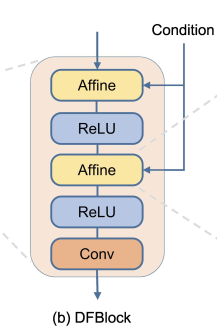 Condition
Affine
ReLU
Affine
ReLU
Conv
(b) DFBlock